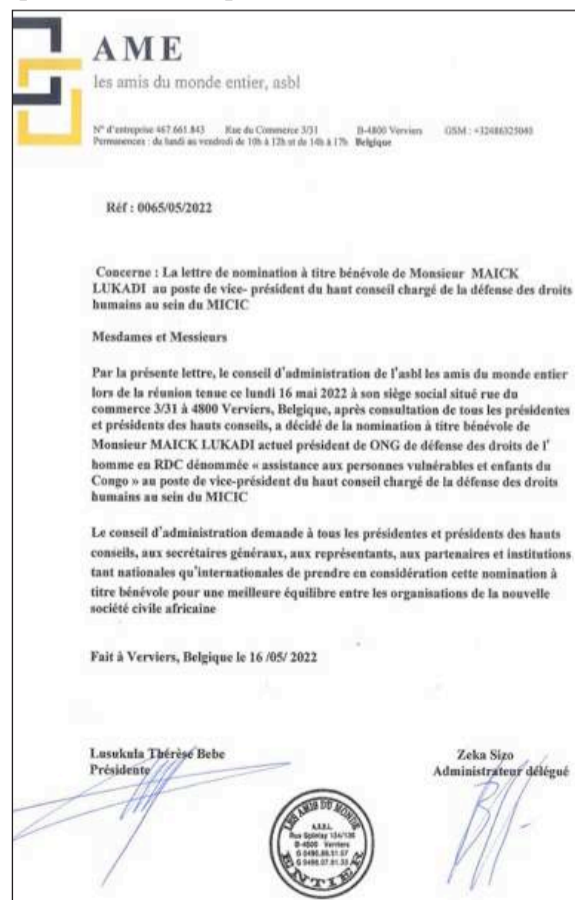 AME
les amis du monde entier, asbl
N° d'entreprise 467.661.843 Rue du Commerce 3/31 B-4800 Verviers GSM : +32486325040
Permanences : du lundi au vendredi de 10h à 12h et de 14h à 17h Belgique
Réf : 0065/05/2022
Concerne : La lettre de nomination à titre bénévole de Monsieur MAICK
LUKADI au poste de vice- président du haut conseil chargé de la défense des droits
humains au sein du MICIC
Mesdames et Messieurs
Par la présente lettre, le conseil d'administration de l'asbl les amis du monde entier
lors de la réunion tenue ce lundi 16 mai 2022 à son siège social situé rue du
commerce 3/31 à 4800 Verviers, Belgique, après consultation de tous les présidentes
et présidents des hauts conseils, a décidé de la nomination à titre bénévole de
Monsieur MAICK LUKADI actuel président de ONG de défense des droits de l'
homme en RDC dénommée « assistance aux personnes vulnérables et enfants du
Congo » au poste de vice-président du haut conseil chargé de la défense des droits
humains au sein du MICIC
Le conseil d'administration demande à tous les présidentes et présidents des hauts
conseils, aux secrétaires généraux, aux représentants, aux partenaires et institutions
tant nationales qu'internationales de prendre en considération cette nomination à
titre bénévole pour une meilleure équilibre entre les organisations de la nouvelle
société civile africaine
Fait à Verviers, Belgique le 16 /05/ 2022
Lusukula Thérèse Bebe
Présidente
Zeka Sizo
Administrateur délégué
LES AMIS DU MONDE
A.S.B.L.
B-4800 Verviers
ENTIER